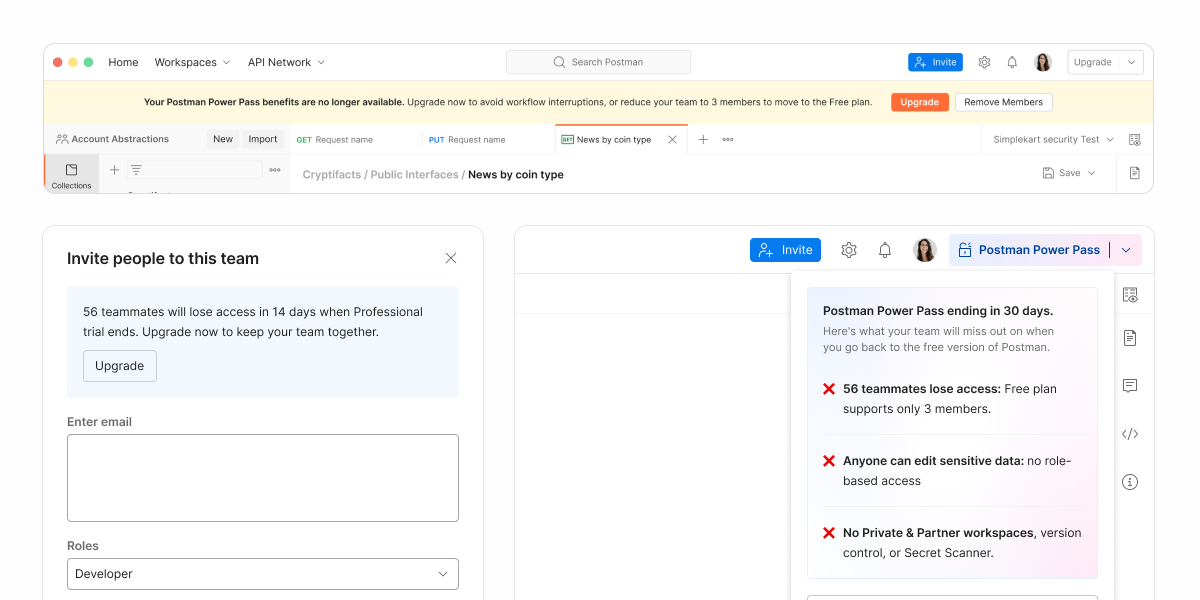 Home Workspaces API Network Search Postman Invite Upgrade
Your Postman Power Pass benefits are no longer available. Upgrade now to avoid workflow interruptions, or reduce your team to 3 members to move to the Free plan. Upgrade Remove Members
Account Abstractions New Import GET Request name PUT Request name GET News by coin type Simplekart security Test
Collections
Cryptifacts / Public Interfaces / News by coin type Save
Invite people to this team
56 teammates will lose access in 14 days when Professional
trial ends. Upgrade now to keep your team together.
Upgrade
Enter email
Roles
Developer
Invite Postman Power Pass
Postman Power Pass ending in 30 days.
Here's what your team will miss out on when
you go back to the free version of Postman.
56 teammates lose access: Free plan
supports only 3 members.
Anyone can edit sensitive data: no role-
based access
No Private & Partner workspaces, version
control, or Secret Scanner.